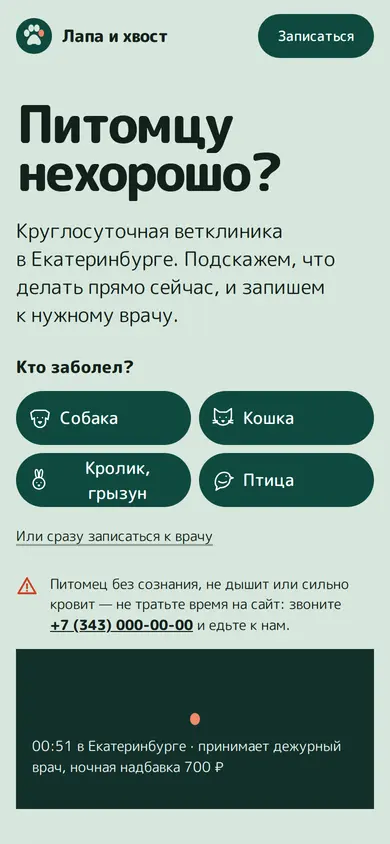 Лапа и хвост
Записаться
Питомцу
нехорошо?
Круглосуточная ветклиника
в Екатеринбурге. Подскажем, что
делать прямо сейчас, и запишем
к нужному врачу.
Кто заболел?
Собака
Кошка
Кролик,
грызун
Птица
Или сразу записаться к врачу
Питомец без сознания, не дышит или сильно
кровит — не тратьте время на сайт: звоните
+7 (343) 000-00-00 и едьте к нам.
00:51 в Екатеринбурге · принимает дежурный
врач, ночная надбавка 700 ₽